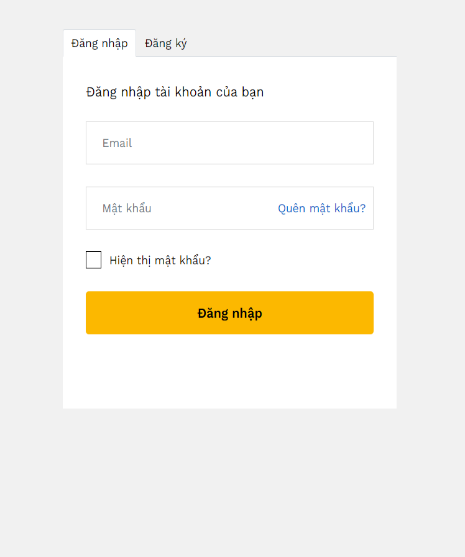 Đăng nhập Đăng ký
Đăng nhập tài khoản của bạn
Email
Mật khẩu Quên mật khẩu?
Hiện thị mật khẩu?
Đăng nhập